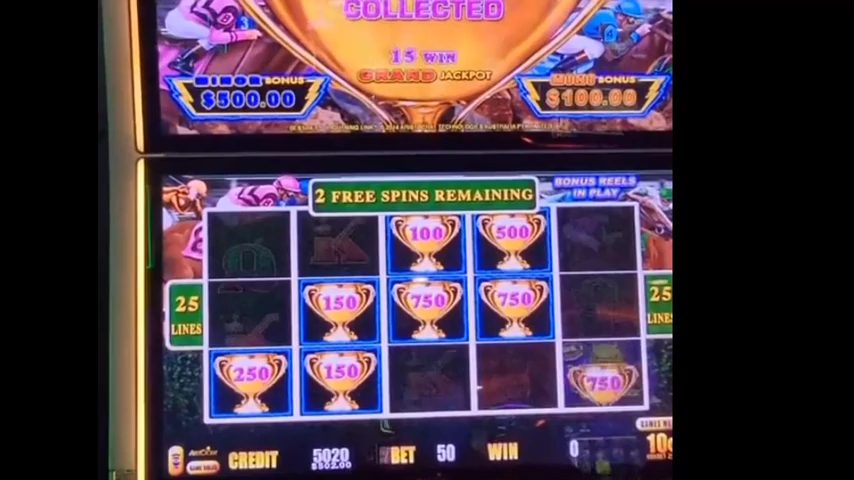 COLLECTED
15 WIN
GRAND JACKPOT
MINOR BONUS
$500.00
MINI BONUS
$100.00
2 FREE SPINS REMAINING
BONUS REELS
IN PLAY
100
500
25
LINES
150
750
750
25
LINES
250
150
750
CREDIT
5020
$502.00
BET
50
WIN
0